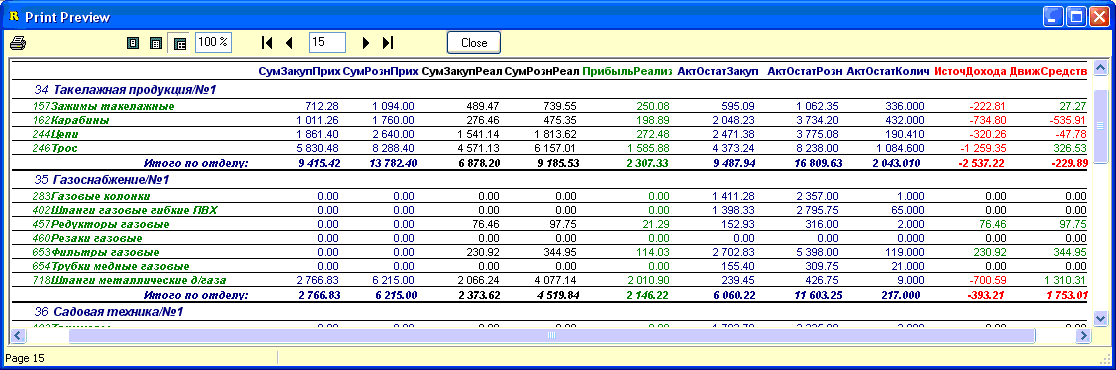 R Print Preview
100 % 15 Close
СумЗакупПрих СумРознПрих СумЗакупРеал СумРознРеал ПрибыльРеализ АктОстатЗакуп АктОстатРозн АктОстатКолич ИсточДохода ДвижСредств
34 Такелажная продукция/№1
157 Зажимы такелажные 712.28 1 094.00 489.47 739.55 250.08 595.09 1 062.35 336.000 -222.81 27.27
162 Карабины 1 011.26 1 760.00 276.46 475.35 198.89 2 048.23 3 734.20 432.000 -734.80 -535.91
244 Цепи 1 861.40 2 640.00 1 541.14 1 813.62 272.48 2 471.38 3 775.08 190.410 -320.26 -47.78
246 Трос 5 830.48 8 288.40 4 571.13 6 157.01 1 585.88 4 373.24 8 238.00 1 084.600 -1 259.35 326.53
Итого по отделу: 9 415.42 13 782.40 6 878.20 9 185.53 2 307.33 9 487.94 16 809.63 2 043.010 -2 537.22 -229.89
35 Газоснабжение/№1
283 Газовые колонки 0.00 0.00 0.00 0.00 0.00 1 411.28 2 357.00 1.000 0.00 0.00
402 Шланги газовые гибкие ПВХ 0.00 0.00 0.00 0.00 0.00 1 398.33 2 795.75 65.000 0.00 0.00
457 Редукторы газовые 0.00 0.00 76.46 97.75 21.29 152.93 316.00 2.000 76.46 97.75
460 Резаки газовые 0.00 0.00 0.00 0.00 0.00 0.00 0.00 0.000 0.00 0.00
653 Фильтры газовые 0.00 0.00 230.92 344.95 114.03 2 702.83 5 398.00 119.000 230.92 344.95
654 Трубки медные газовые 0.00 0.00 0.00 0.00 0.00 155.40 309.75 21.000 0.00 0.00
718 Шланги металлические д/газа 2 766.83 6 215.00 2 066.24 4 077.14 2 010.90 239.45 426.75 9.000 -700.59 1 310.31
Итого по отделу: 2 766.83 6 215.00 2 373.62 4 519.84 2 146.22 6 060.22 11 603.25 217.000 -393.21 1 753.01
36 Садовая техника/№1
Page 15